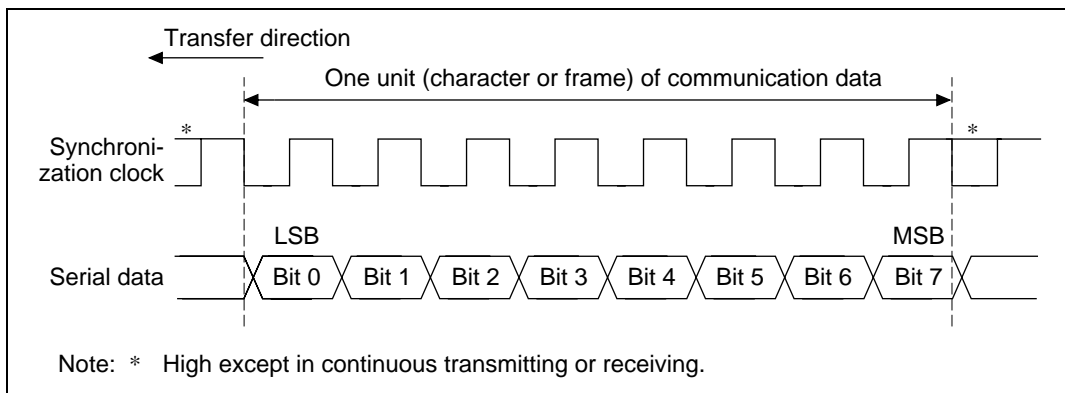 Transfer direction
One unit (character or frame) of communication data
*
*
Synchroni-
zation clock
LSB
MSB
Serial data
Bit 0
Bit 1
Bit 2
Bit 3
Bit 4
Bit 5
Bit 6
Bit 7
Note: * High except in continuous transmitting or receiving.